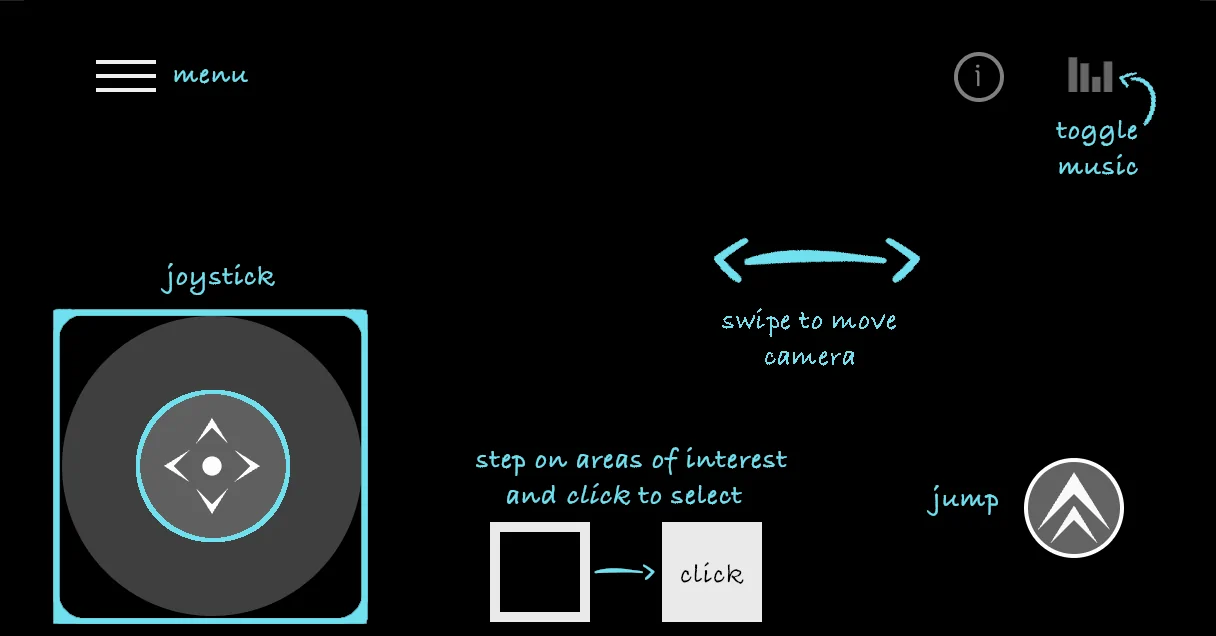 menu
i
toggle
music
joystick
swipe to move
camera
step on areas of interest
and click to select
jump
click